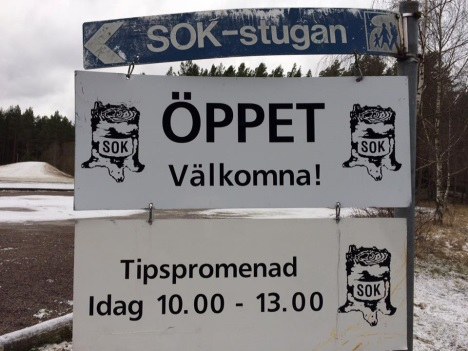 SOK-stugan
ÖPPET
SOK
SOK
Välkomna!
Tipspromenad
Idag 10.00 - 13.00
SOK